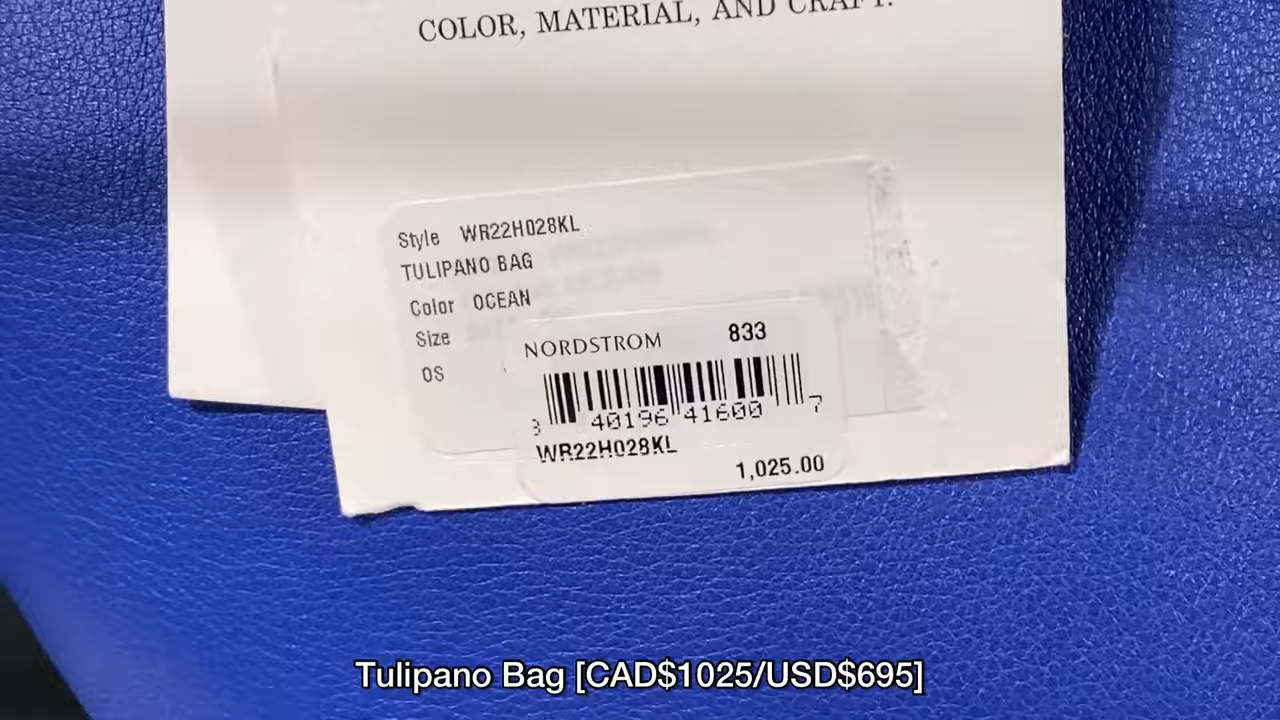 COLOR, MATERIAL, AND CRAFT.
Style WR22H028KL
TULIPANO BAG
Color OCEAN
Size
OS
NORDSTROM 833
3 40196 41600 7
WR22H028KL
1,025.00
Tulipano Bag [CAD$1025/USD$695]